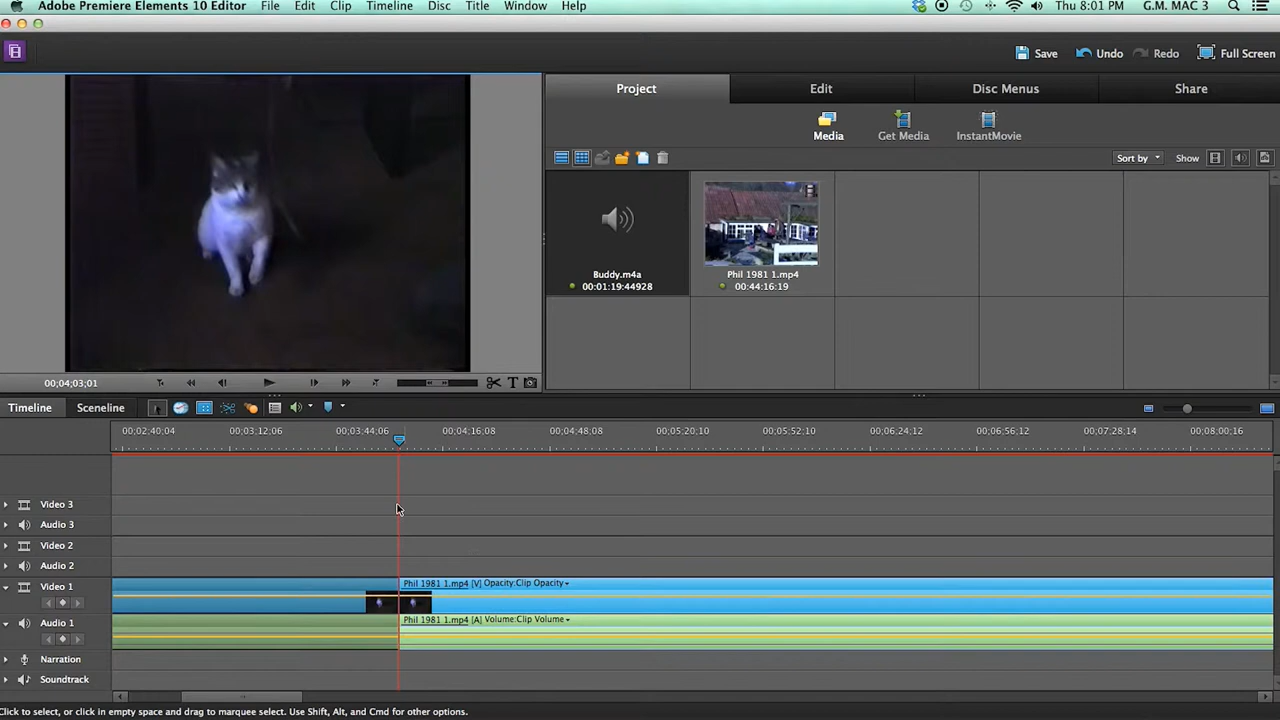 Adobe Premiere Elements 10 Editor File Edit Clip Timeline Disc Title Window Help Thu 8:01 PM G.M. MAC 3
Save Undo Redo Full Screen
Project Edit Disc Menus Share
Media Get Media InstantMovie
Sort by Show
Buddy.m4a
00:01:19:44928
Phil 1981 1.mp4
00:44:16:19
00;04;03;01
T
Timeline Sceneline
00;02;40;04 00;03;12;06 00;03;44;06 00;04;16;08 00;04;48;08 00;05;20;10 00;05;52;10 00;06;24;12 00;06;56;12 00;07;28;14 00;08;00;16
Video 3
Audio 3
Video 2
Audio 2
Video 1 Phil 1981 1.mp4 [V] Opacity:Clip Opacity
Audio 1 Phil 1981 1.mp4 [A] Volume:Clip Volume
Narration
Soundtrack
Click to select, or click in empty space and drag to marquee select. Use Shift, Alt, and Cmd for other options.